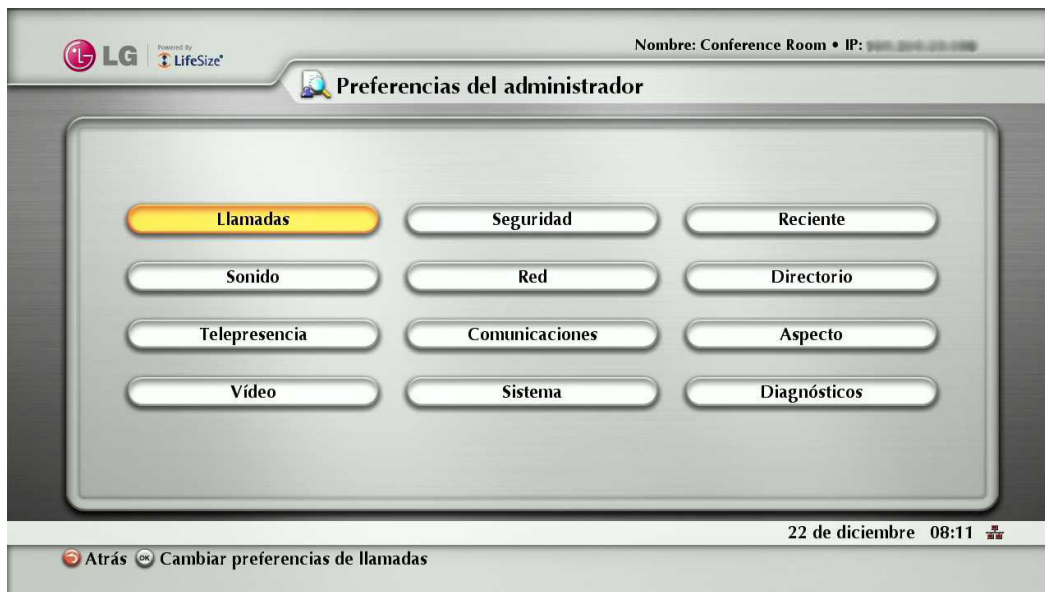 LG Powered By LifeSize
Nombre: Conference Room • IP:
Preferencias del administrador
Llamadas Seguridad Reciente
Sonido Red Directorio
Telepresencia Comunicaciones Aspecto
Vídeo Sistema Diagnósticos
22 de diciembre 08:11
Atrás OK Cambiar preferencias de llamadas